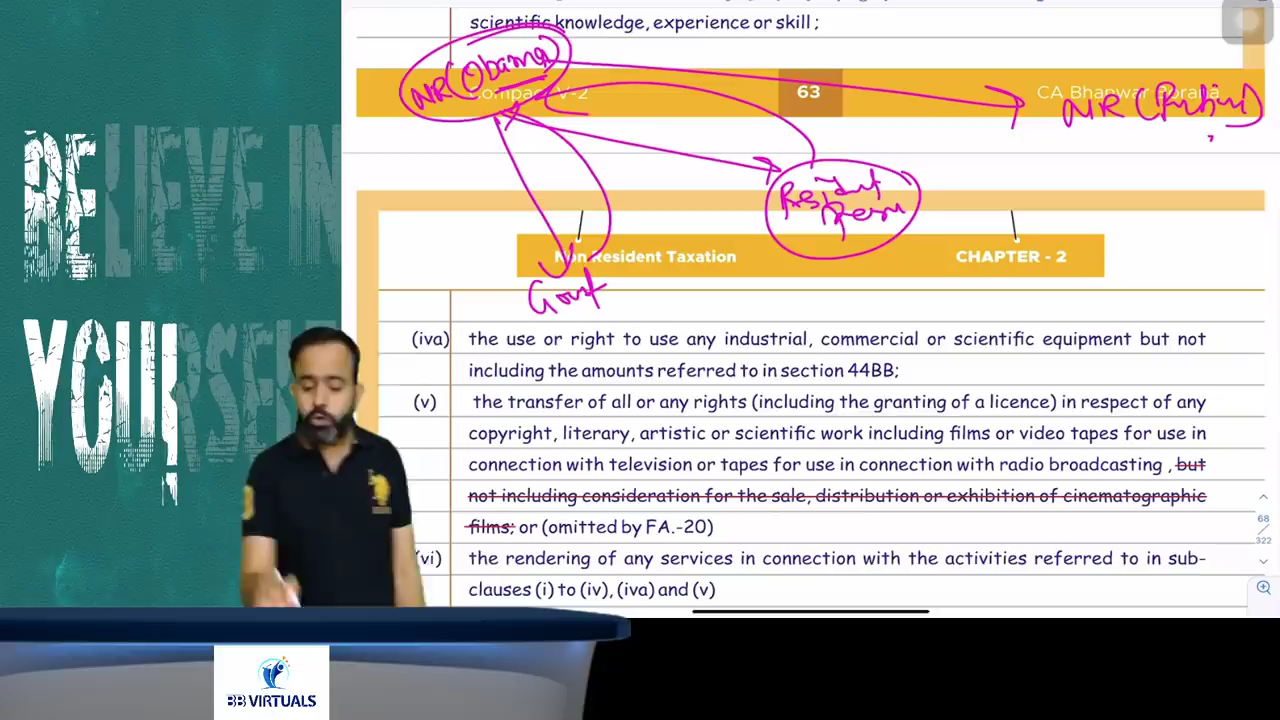 BELIEVE IN
YOURSELF
scientific knowledge, experience or skill ;
NR (Obama)
Compact V-2
63
CA Bhanwar Borana
NR (
Resident
Person
Non Resident Taxation
CHAPTER - 2
Govt
(iva) the use or right to use any industrial, commercial or scientific equipment but not
including the amounts referred to in section 44BB;
(v) the transfer of all or any rights (including the granting of a licence) in respect of any
copyright, literary, artistic or scientific work including films or video tapes for use in
connection with television or tapes for use in connection with radio broadcasting , but
not including consideration for the sale, distribution or exhibition of cinematographic
films; or (omitted by FA.-20)
(vi) the rendering of any services in connection with the activities referred to in sub-
clauses (i) to (iv), (iva) and (v)
68
322
BB VIRTUALS